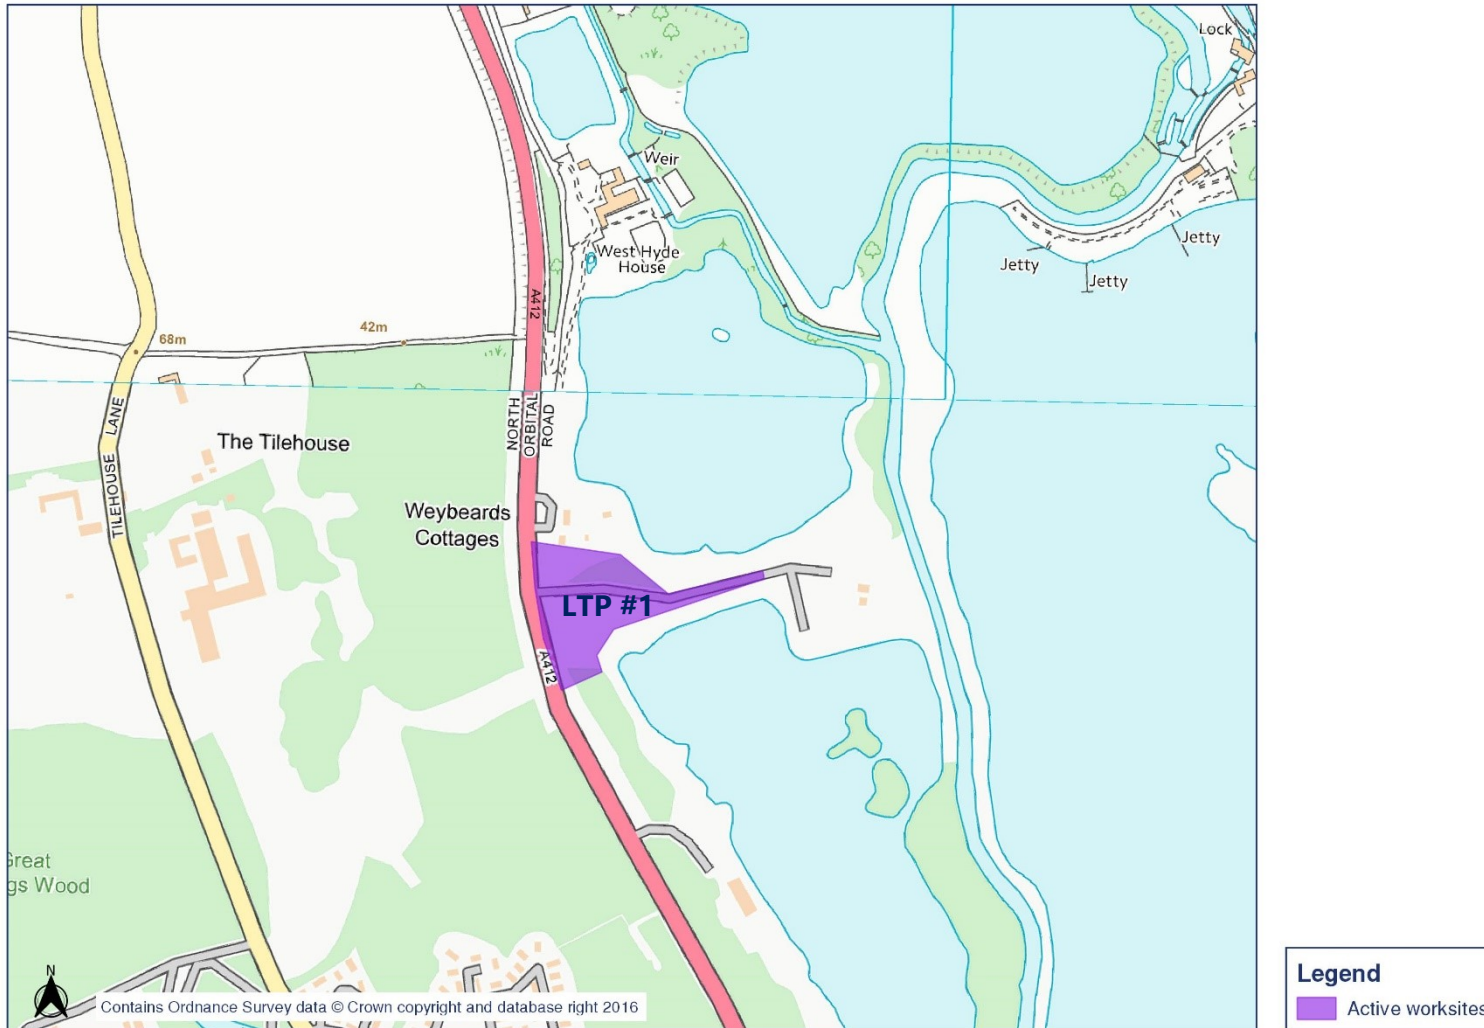 Lock
Weir
West Hyde
House
Jetty
Jetty
Jetty
A412
68m
42m
NORTH
ORBITAL
ROAD
TILEHOUSE LANE
The Tilehouse
Weybeards
Cottages
LTP #1
A412
Great
gs Wood
N
Contains Ordnance Survey data © Crown copyright and database right 2016
Legend
Active worksites